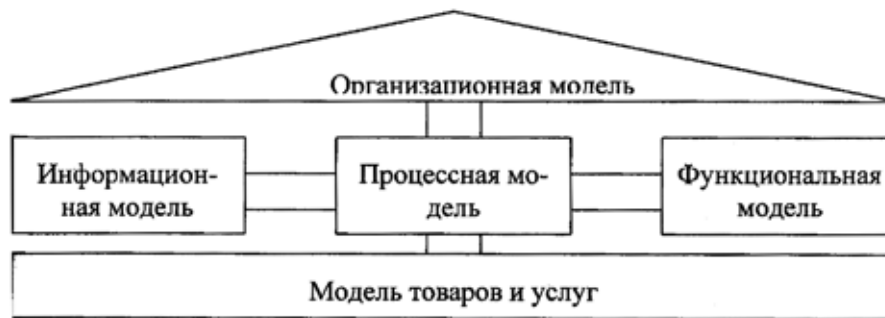 Организационная модель
Информацион-
ная модель
Процессная мо-
дель
Функциональная
модель
Модель товаров и услуг